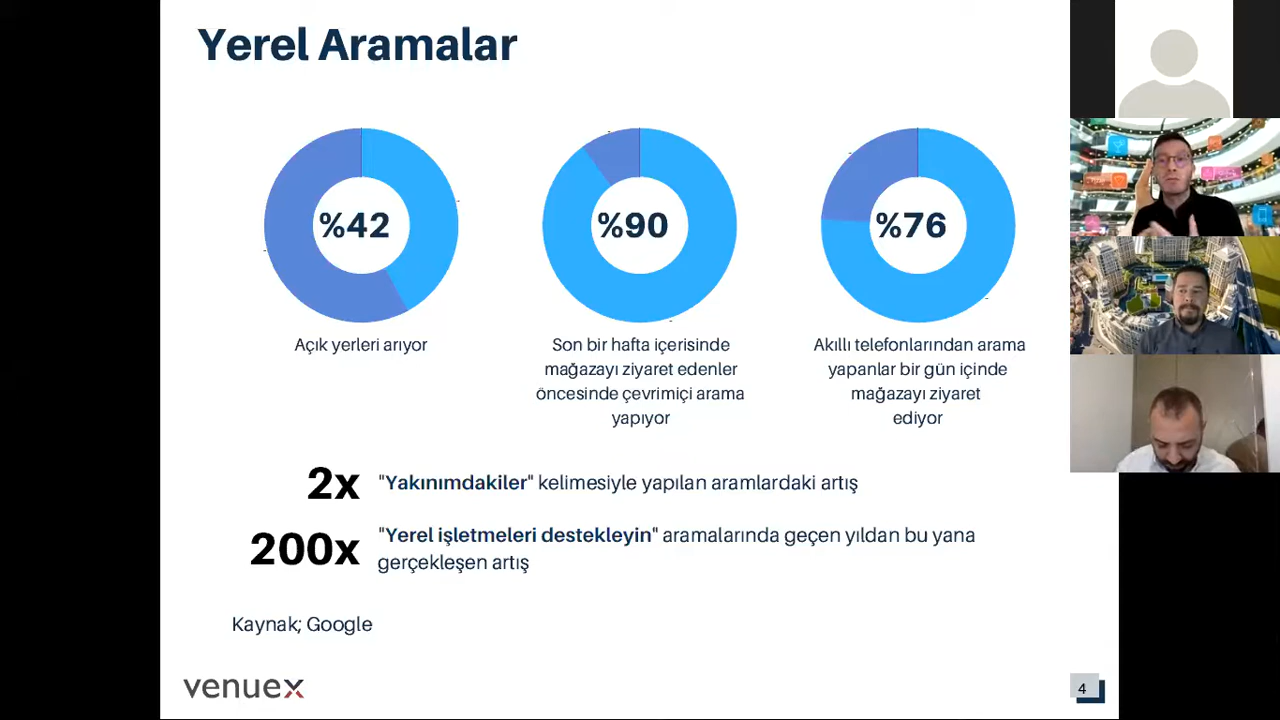 Yerel Aramalar
%42
%90
%76
Açık yerleri arıyor
Son bir hafta içerisinde
mağazayı ziyaret edenler
öncesinde çevrimiçi arama
yapıyor
Akıllı telefonlarından arama
yapanlar bir gün içinde
mağazayı ziyaret
ediyor
2x
"Yakınımdakiler" kelimesiyle yapılan aramlardaki artış
200x
"Yerel işletmeleri destekleyin" aramalarında geçen yıldan bu yana
gerçekleşen artış
Kaynak; Google
venuex
4